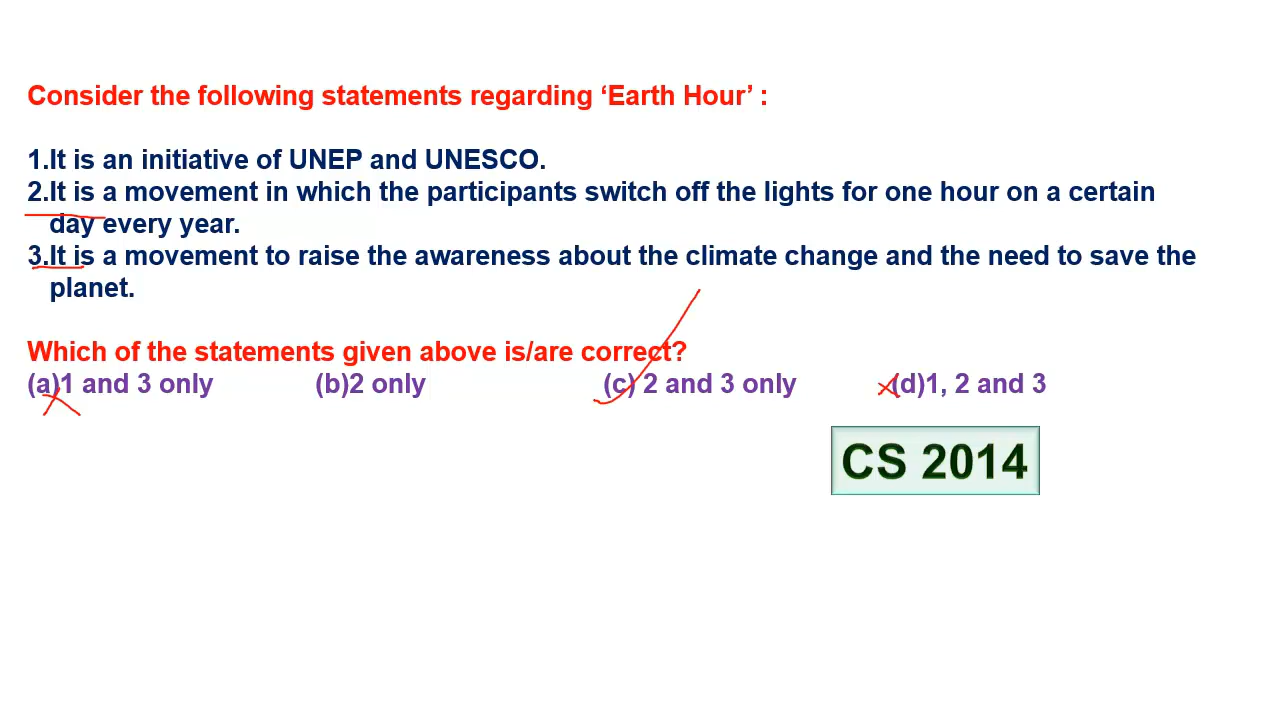 Consider the following statements regarding ‘Earth Hour’ :
1.It is an initiative of UNEP and UNESCO.
2.It is a movement in which the participants switch off the lights for one hour on a certain
day every year.
3.It is a movement to raise the awareness about the climate change and the need to save the
planet.
Which of the statements given above is/are correct?
(a)1 and 3 only (b)2 only (c) 2 and 3 only (d)1, 2 and 3
CS 2014